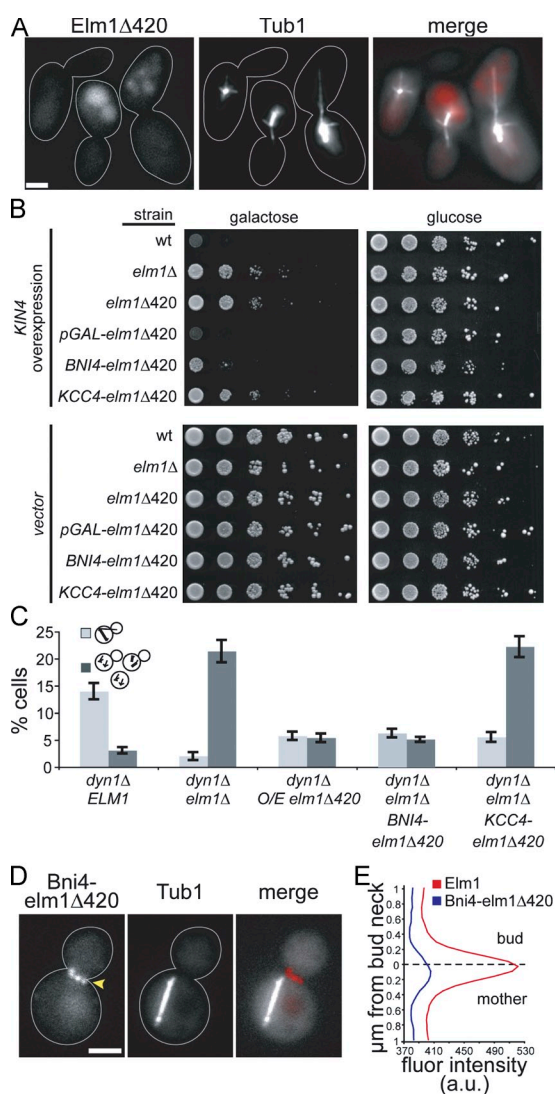 A
Elm1Δ420 Tub1 merge
B
strain galactose glucose
KIN4 overexpression
wt
elm1Δ
elm1Δ420
pGAL-elm1Δ420
BNI4-elm1Δ420
KCC4-elm1Δ420
vector
wt
elm1Δ
elm1Δ420
pGAL-elm1Δ420
BNI4-elm1Δ420
KCC4-elm1Δ420
C
% cells
25
20
15
10
5
0
dyn1Δ ELM1
dyn1Δ elm1Δ
dyn1Δ O/E elm1Δ420
dyn1Δ elm1Δ BNI4-elm1Δ420
dyn1Δ elm1Δ KCC4-elm1Δ420
D
Bni4-elm1Δ420 Tub1 merge
E
Elm1
Bni4-elm1Δ420
µm from bud neck
1
0.8
0.6
0.4
0.2
0
0.2
0.4
0.6
0.8
1
bud
mother
370 410 450 490 530
fluor intensity
(a.u.)